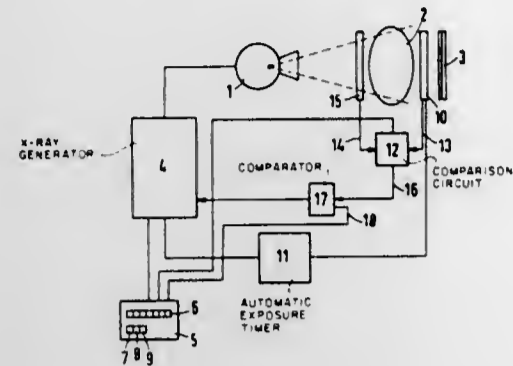 2
3
1
15
10
14
12
13
X-RAY
GENERATOR
4
COMPARATOR
16
COMPARISON
CIRCUIT
17
18
11
AUTOMATIC
EXPOSURE
TIMER
6
5
7 8 9